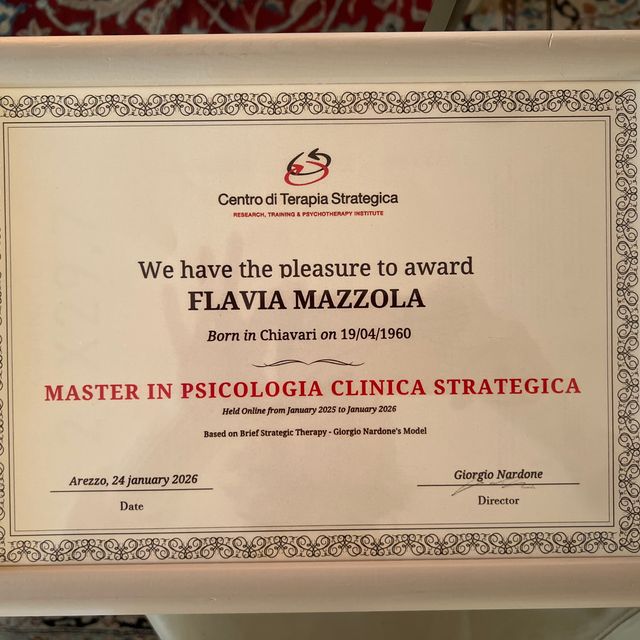 Centro di Terapia Strategica
RESEARCH, TRAINING & PSYCHOTHERAPY INSTITUTE
We have the pleasure to award
FLAVIA MAZZOLA
Born in Chiavari on 19/04/1960
MASTER IN PSICOLOGIA CLINICA STRATEGICA
Held Online from January 2025 to January 2026
Based on Brief Strategic Therapy - Giorgio Nardone's Model
Arezzo, 24 january 2026
Date
Giorgio Nardone
Director